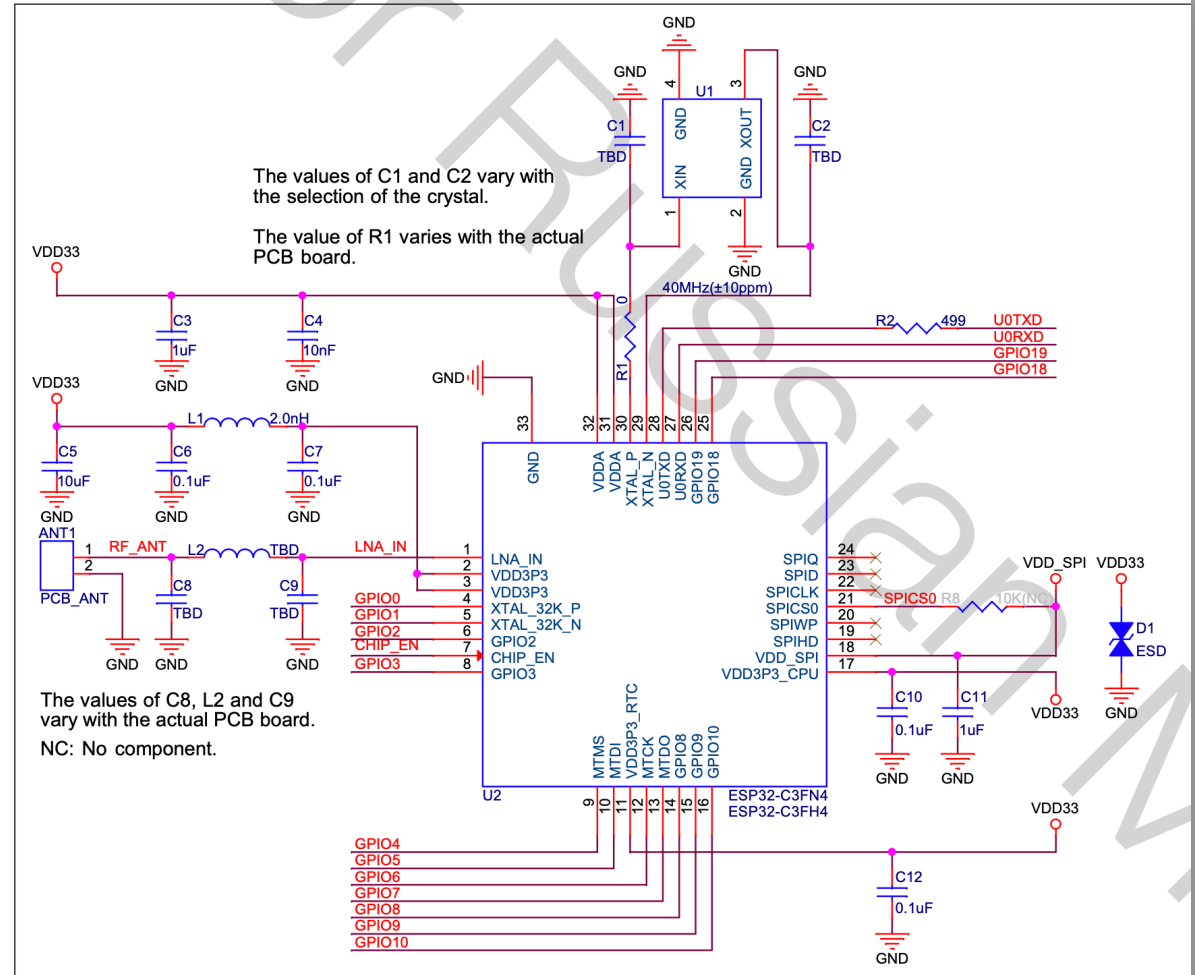 GND
GND
GND
4
3
U1
C1
TBD
GND
XOUT
XIN
GND
C2
TBD
1
2
GND
The values of C1 and C2 vary with
the selection of the crystal.
The value of R1 varies with the actual
PCB board.
40MHz(±10ppm)
VDD33
C3
1uF
GND
C4
10nF
GND
0
R1
R2
499
U0TXD
U0RXD
GPIO19
GPIO18
GND
VDD33
L1
2.0nH
C5
10uF
GND
C6
0.1uF
GND
C7
0.1uF
GND
33
32
31
30
29
28
27
26
25
GND
VDDA
VDDA
XTAL_P
XTAL_N
U0TXD
U0RXD
GPIO19
GPIO18
ANT1
1
2
PCB_ANT
RF_ANT
L2
TBD
LNA_IN
C8
TBD
C9
TBD
GND
GND
GND
GPIO0
GPIO1
GPIO2
CHIP_EN
GPIO3
1
2
3
4
5
6
7
8
LNA_IN
VDD3P3
VDD3P3
XTAL_32K_P
XTAL_32K_N
GPIO2
CHIP_EN
GPIO3
SPIQ
SPID
SPICLK
SPICS0
SPIWP
SPIHD
VDD_SPI
VDD3P3_CPU
24
23
22
21
20
19
18
17
SPICS0
R8
10K(NC)
VDD_SPI
VDD33
D1
ESD
GND
C10
0.1uF
GND
C11
1uF
GND
VDD33
The values of C8, L2 and C9
vary with the actual PCB board.
NC: No component.
MTMS
MTDI
VDD3P3_RTC
MTCK
MTDO
GPIO8
GPIO9
GPIO10
U2
ESP32-C3FN4
ESP32-C3FH4
9
10
11
12
13
14
15
16
VDD33
GPIO4
GPIO5
GPIO6
GPIO7
GPIO8
GPIO9
GPIO10
C12
0.1uF
GND
Russian